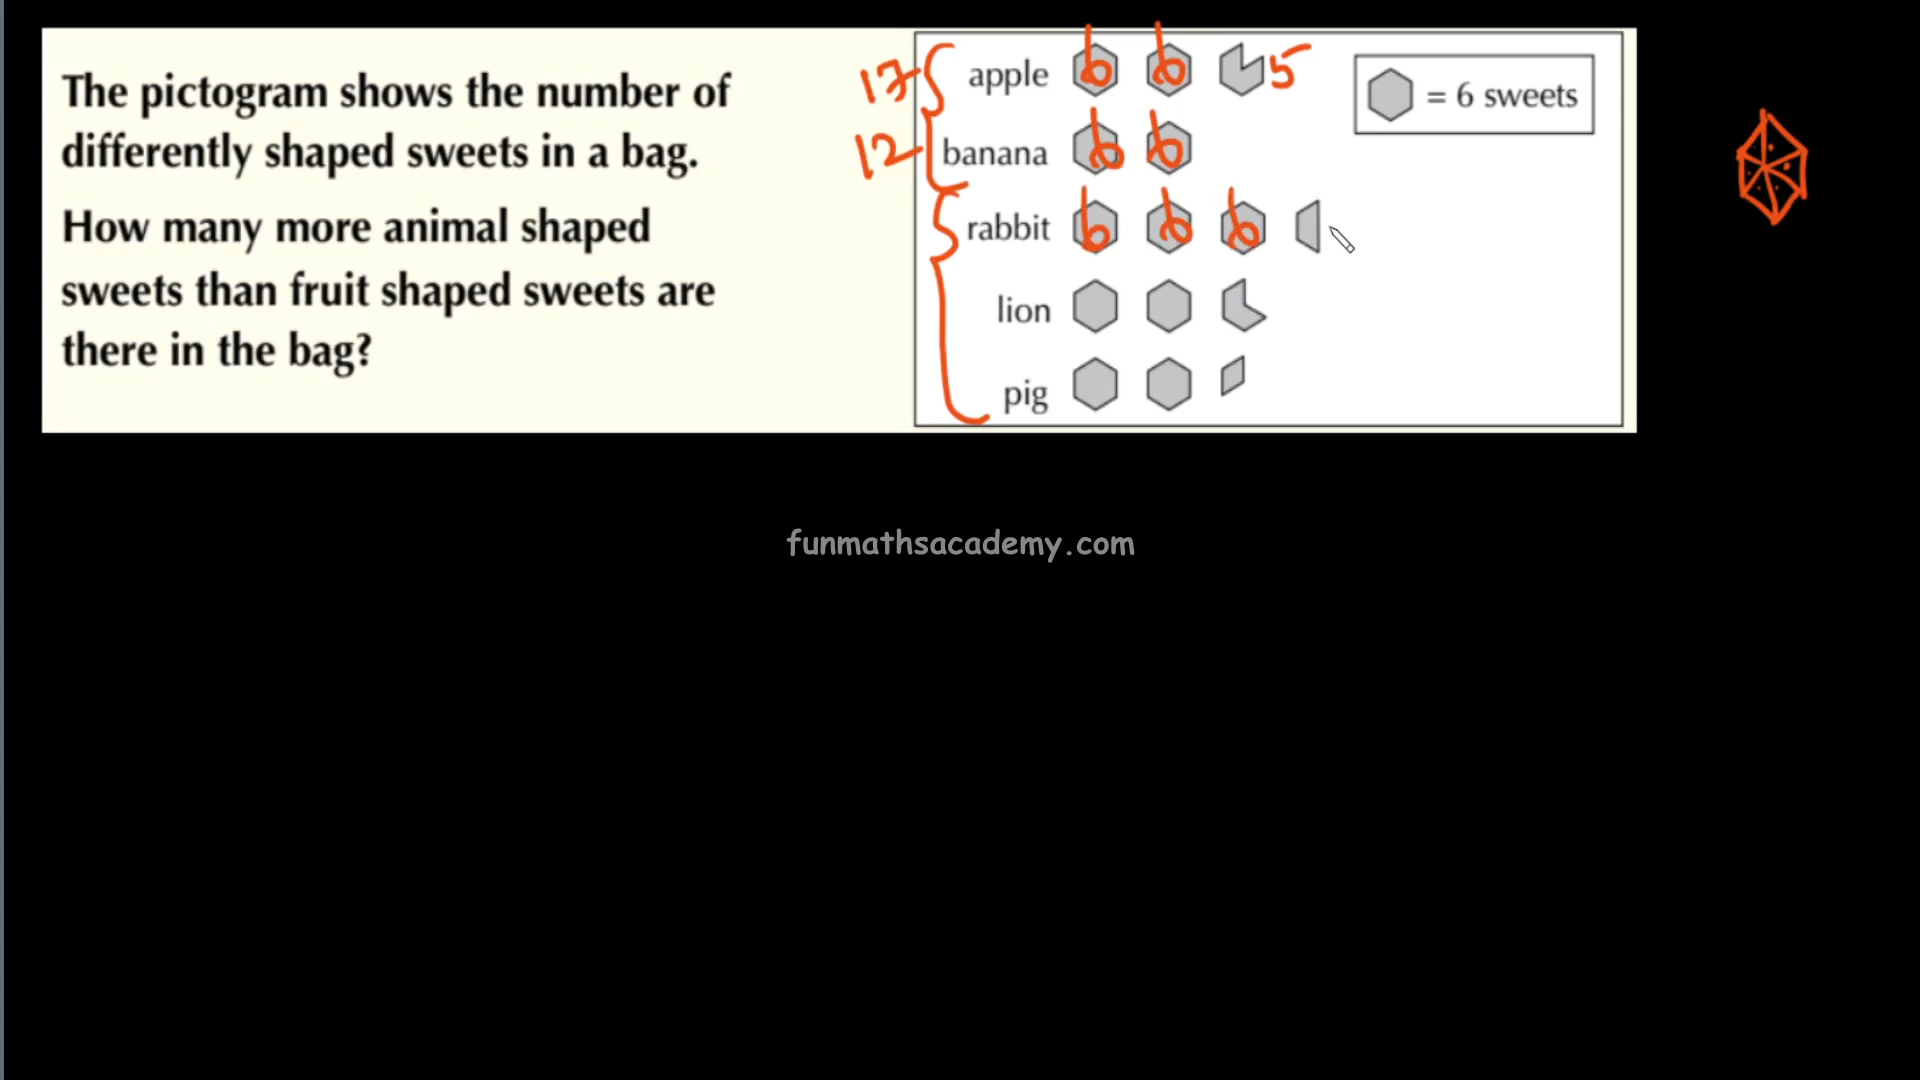 The pictogram shows the number of
differently shaped sweets in a bag.
How many more animal shaped
sweets than fruit shaped sweets are
there in the bag?
17 apple 6 6 5
= 6 sweets
12 banana 6 6
rabbit 6 6 6
lion
pig
funmathsacademy.com